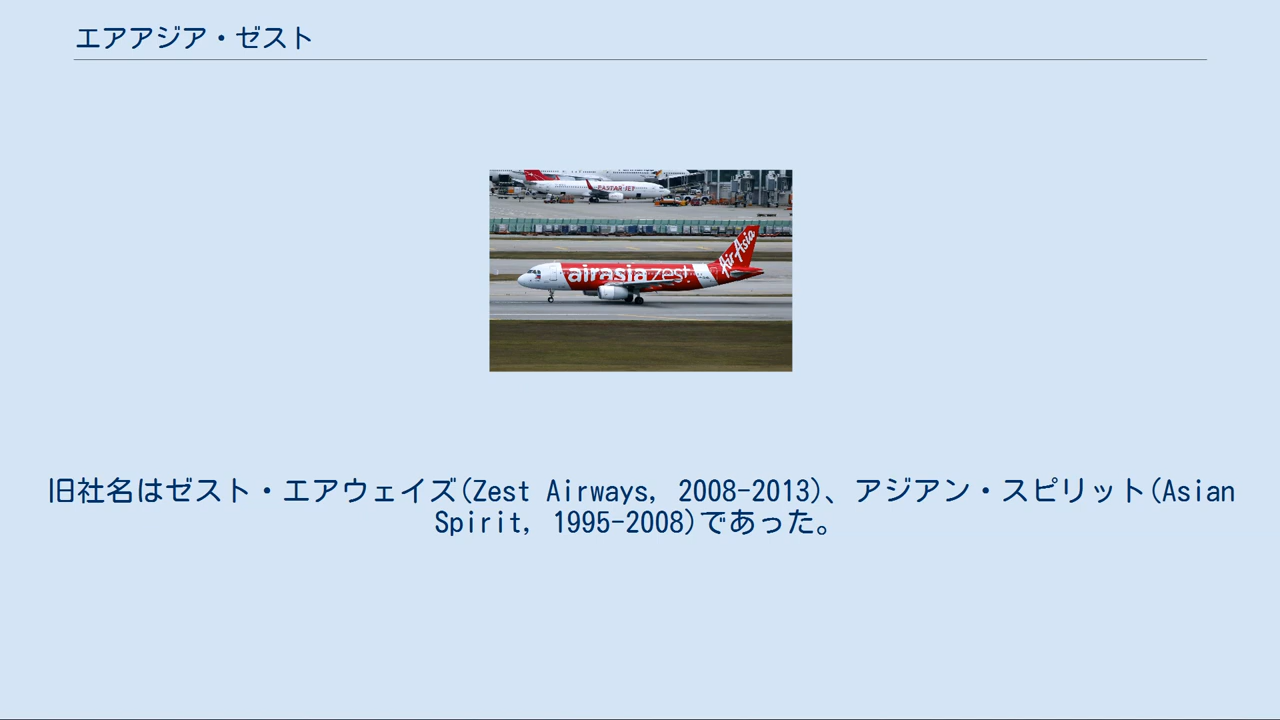 エアアジア・ゼスト
EASTAR JET
AirAsia
airasia zest
旧社名はゼスト・エアウェイズ(Zest Airways, 2008-2013)、アジアン・スピリット(Asian
Spirit, 1995-2008)であった。